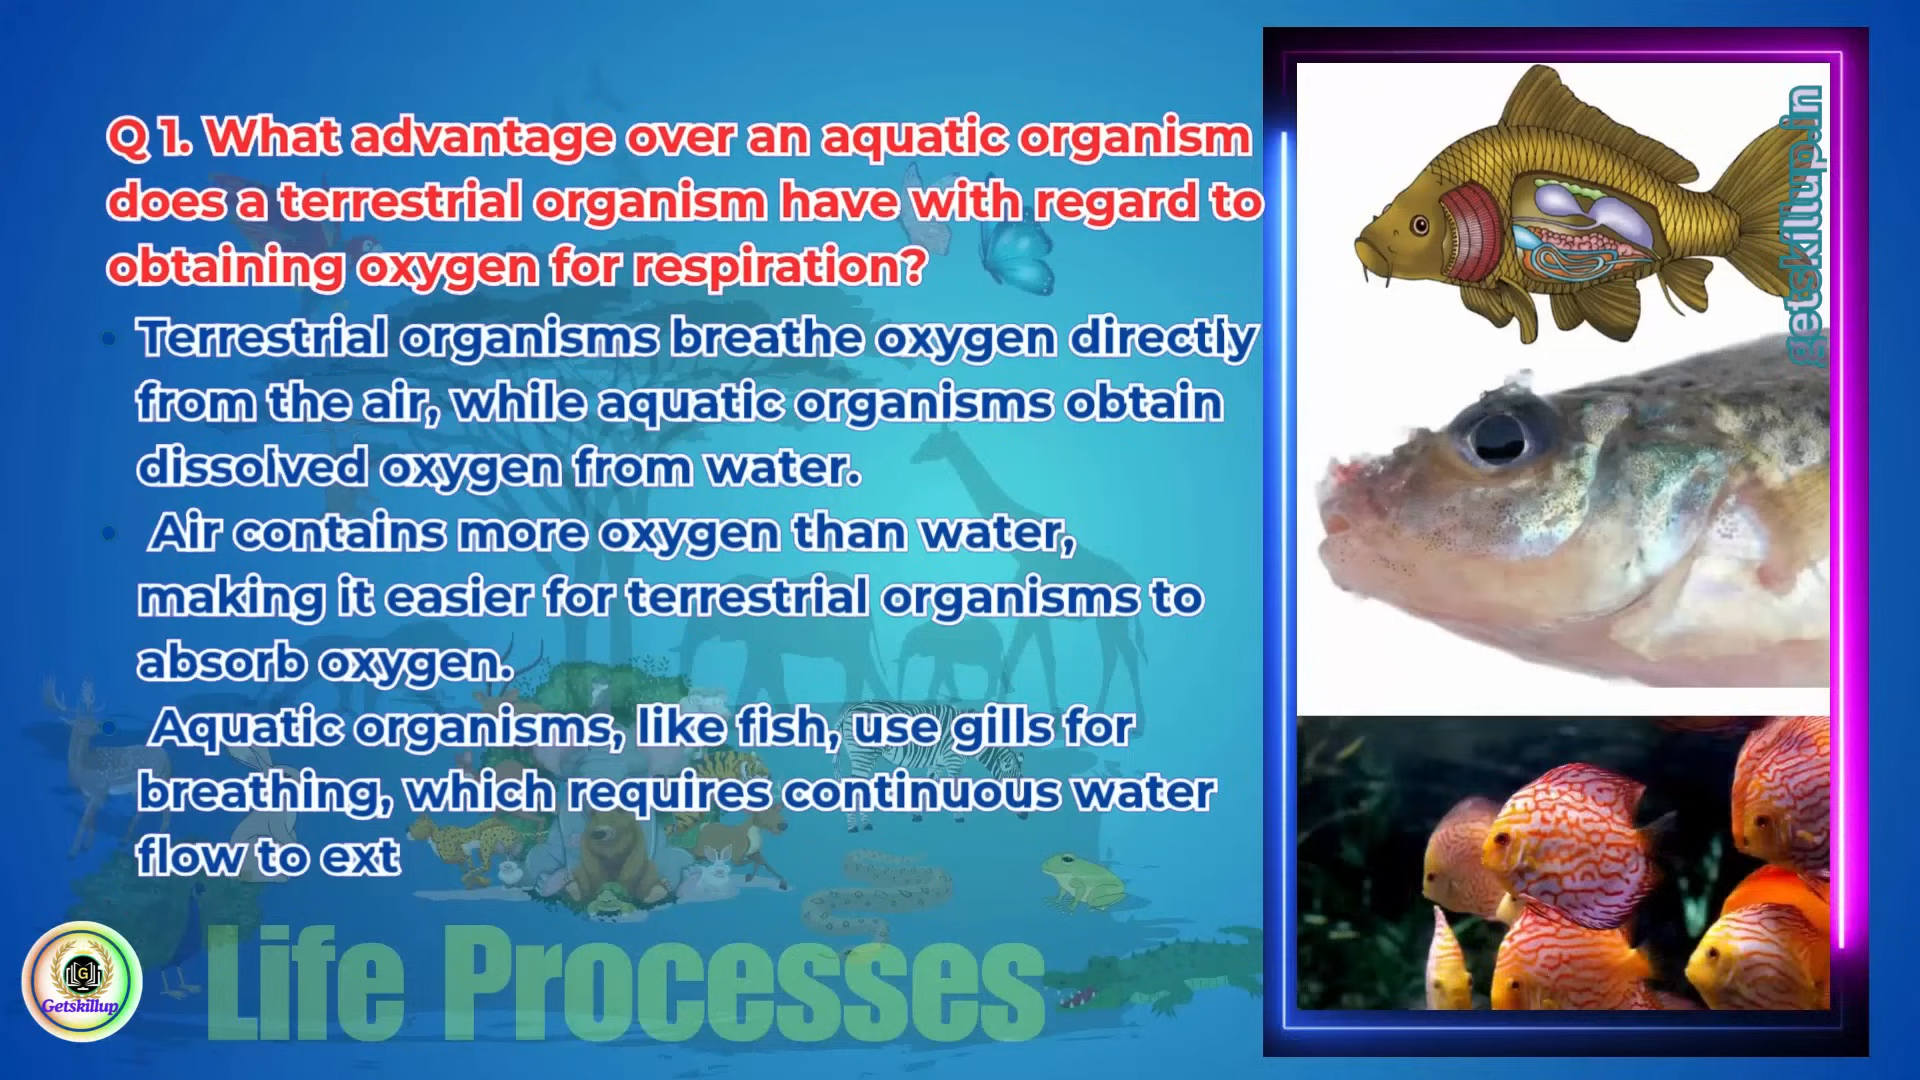 Q 1. What advantage over an aquatic organism
does a terrestrial organism have with regard to
obtaining oxygen for respiration?
• Terrestrial organisms breathe oxygen directly
from the air, while aquatic organisms obtain
dissolved oxygen from water.
• Air contains more oxygen than water,
making it easier for terrestrial organisms to
absorb oxygen.
• Aquatic organisms, like fish, use gills for
breathing, which requires continuous water
flow to ext
Life Processes
G
Getskillup
getskillup.in